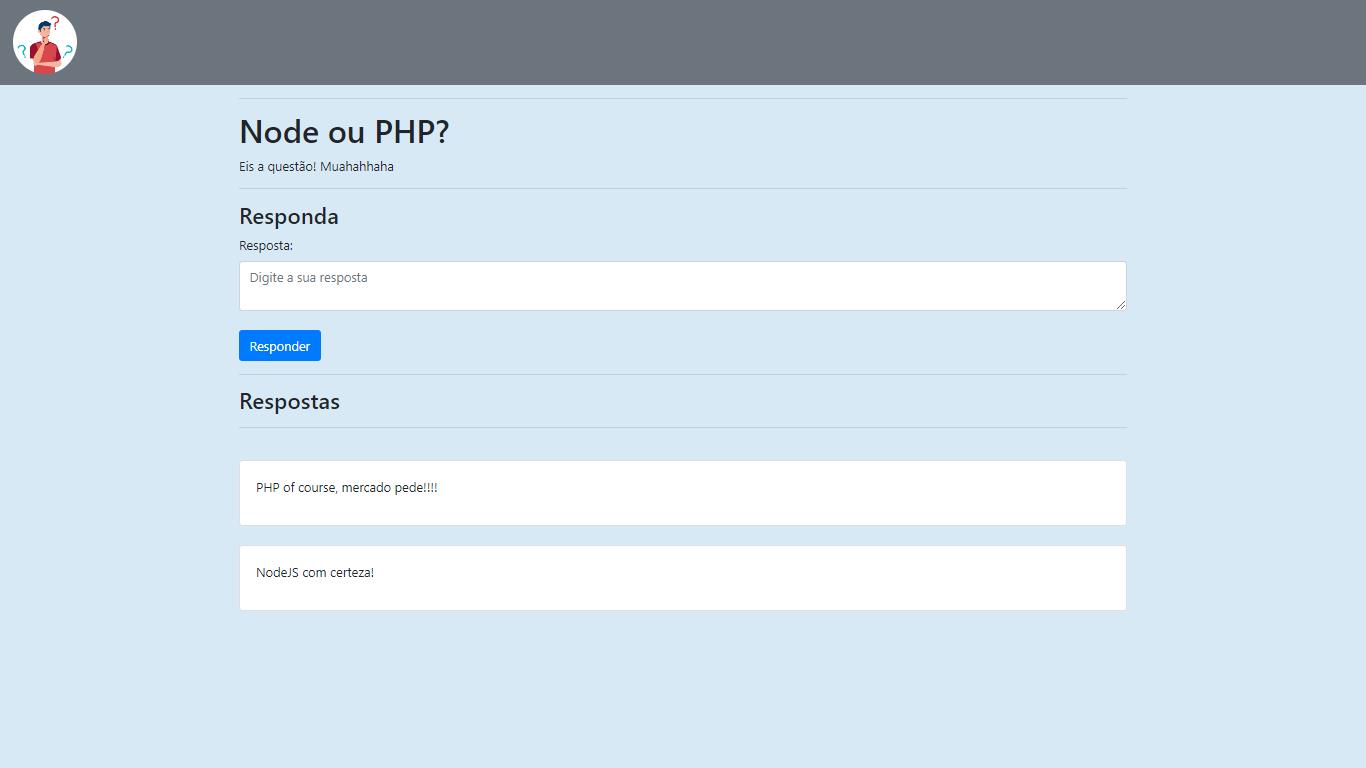 Node ou PHP?
Eis a questão! Muahahhaha
Responda
Resposta:
Digite a sua resposta
Responder
Respostas
PHP of course, mercado pede!!!!
NodeJS com certeza!